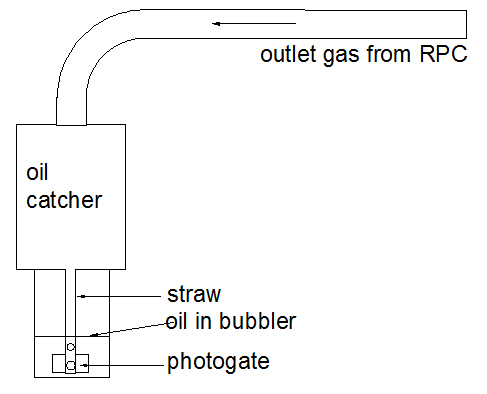 outlet gas from RPC
oil
catcher
straw
oil in bubbler
photogate